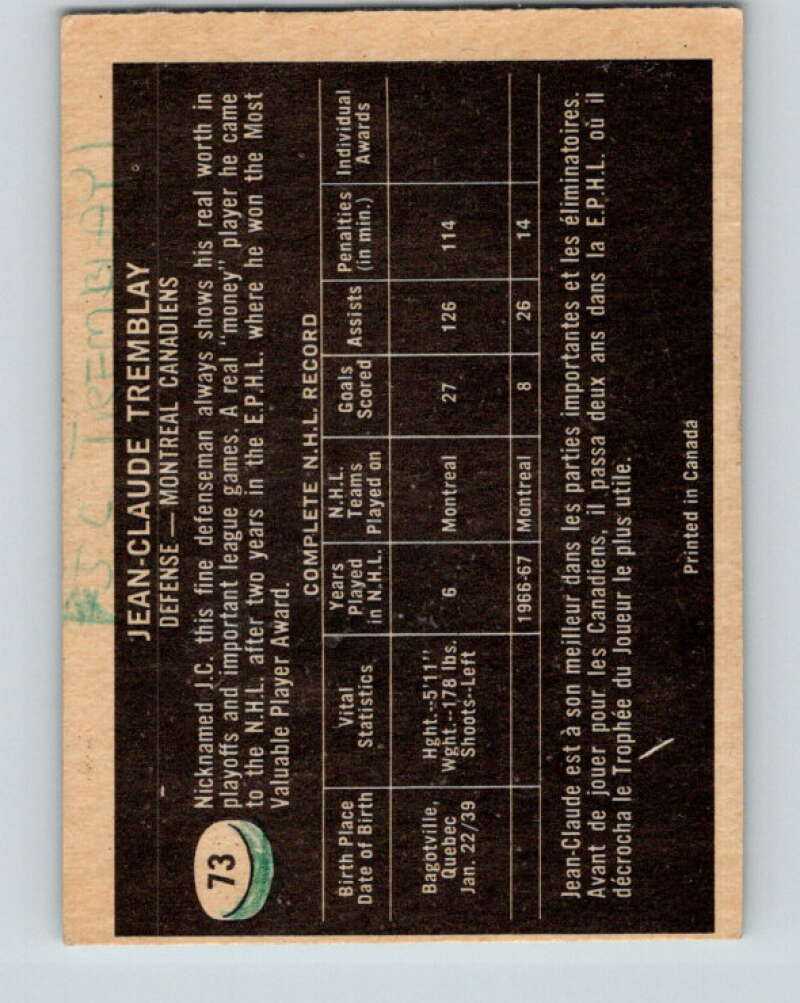 J C TREMBLAY
JEAN-CLAUDE TREMBLAY
DEFENSE — MONTREAL CANADIENS
73
Nicknamed J.C. this fine defenseman always shows his real worth in
playoffs and important league games. A real "money" player he came
to the N.H.L. after two years in the E.P.H.L. where he won the Most
Valuable Player Award.
COMPLETE N.H.L. RECORD
Birth Place Date of Birth | Vital Statistics | Years Played in N.H.L. | N.H.L. Teams Played on | Goals Scored | Assists | Penalties (in min.) | Individual Awards
Bagotville, Quebec Jan. 22/39 | Hght.--5'11" Wght.--178 lbs. Shoots--Left | 6 | Montreal | 27 | 126 | 114
1966-67 | Montreal | 8 | 26 | 14
Jean-Claude est à son meilleur dans les parties importantes et les éliminatoires.
Avant de jouer pour les Canadiens, il passa deux ans dans la E.P.H.L. où il
décrocha le Trophée du Joueur le plus utile.
Printed in Canada